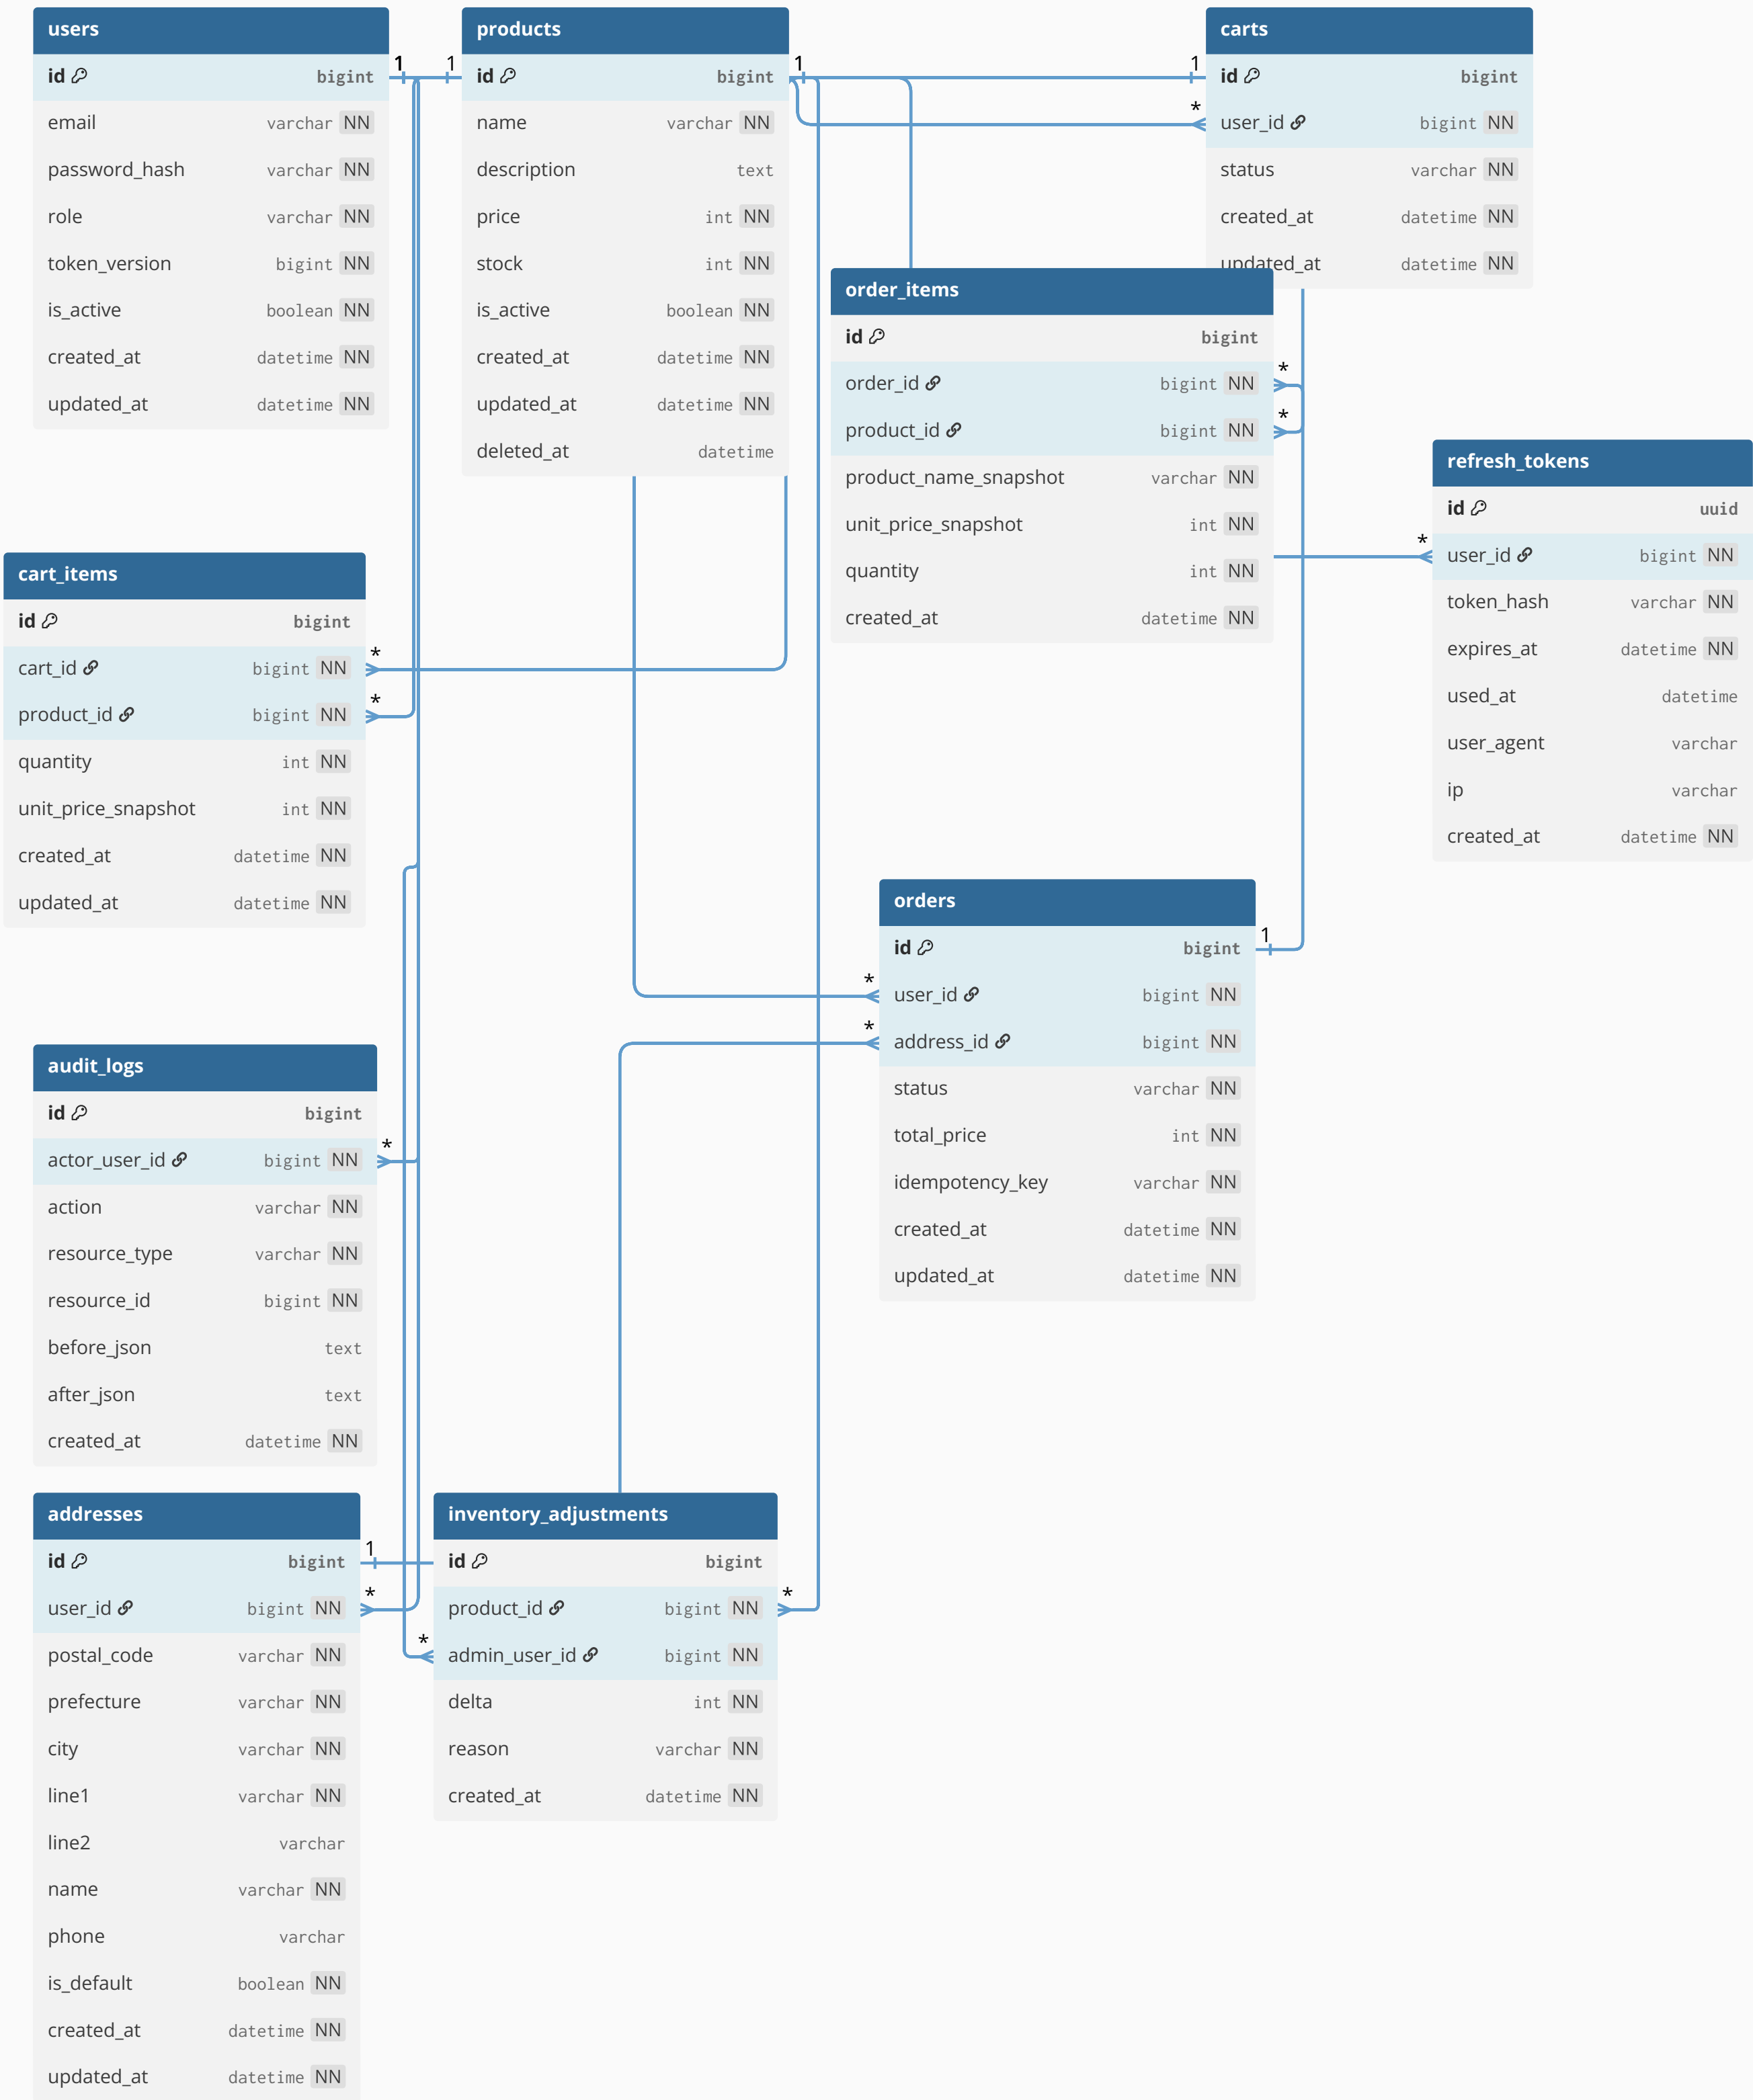 users
id bigint
email varchar NN
password_hash varchar NN
role varchar NN
token_version bigint NN
is_active boolean NN
created_at datetime NN
updated_at datetime NN
1
1
products
id bigint
name varchar NN
description text
price int NN
stock int NN
is_active boolean NN
created_at datetime NN
updated_at datetime NN
deleted_at datetime
1
1
*
carts
id bigint
user_id bigint NN
status varchar NN
created_at datetime NN
updated_at datetime NN
order_items
id bigint
order_id bigint NN
product_id bigint NN
product_name_snapshot varchar NN
unit_price_snapshot int NN
quantity int NN
created_at datetime NN
*
*
*
refresh_tokens
id uuid
user_id bigint NN
token_hash varchar NN
expires_at datetime NN
used_at datetime
user_agent varchar
ip varchar
created_at datetime NN
cart_items
id bigint
cart_id bigint NN
product_id bigint NN
quantity int NN
unit_price_snapshot int NN
created_at datetime NN
updated_at datetime NN
*
*
orders
id bigint
user_id bigint NN
address_id bigint NN
status varchar NN
total_price int NN
idempotency_key varchar NN
created_at datetime NN
updated_at datetime NN
1
*
*
audit_logs
id bigint
actor_user_id bigint NN
action varchar NN
resource_type varchar NN
resource_id bigint NN
before_json text
after_json text
created_at datetime NN
*
addresses
id bigint
user_id bigint NN
postal_code varchar NN
prefecture varchar NN
city varchar NN
line1 varchar NN
line2 varchar
name varchar NN
phone varchar
is_default boolean NN
created_at datetime NN
updated_at datetime NN
1
*
*
inventory_adjustments
id bigint
product_id bigint NN
admin_user_id bigint NN
delta int NN
reason varchar NN
created_at datetime NN
*